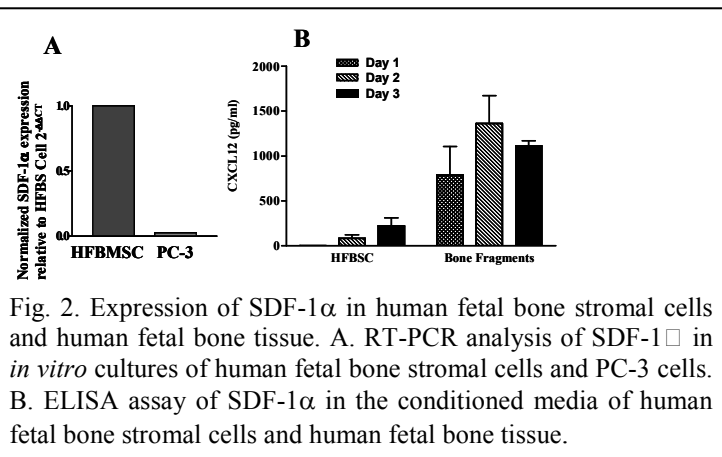 A
Normalized SDF-1α expression
relative to HFBS Cell 2-ΔΔCT
1.0
0.5
0.0
HFBMSC PC-3
B
Day 1
Day 2
Day 3
CXCL12 (pg/ml)
2000
1500
1000
500
0
HFBSC Bone Fragments
Fig. 2. Expression of SDF-1α in human fetal bone stromal cells
and human fetal bone tissue. A. RT-PCR analysis of SDF-1□ in
in vitro cultures of human fetal bone stromal cells and PC-3 cells.
B. ELISA assay of SDF-1α in the conditioned media of human
fetal bone stromal cells and human fetal bone tissue.